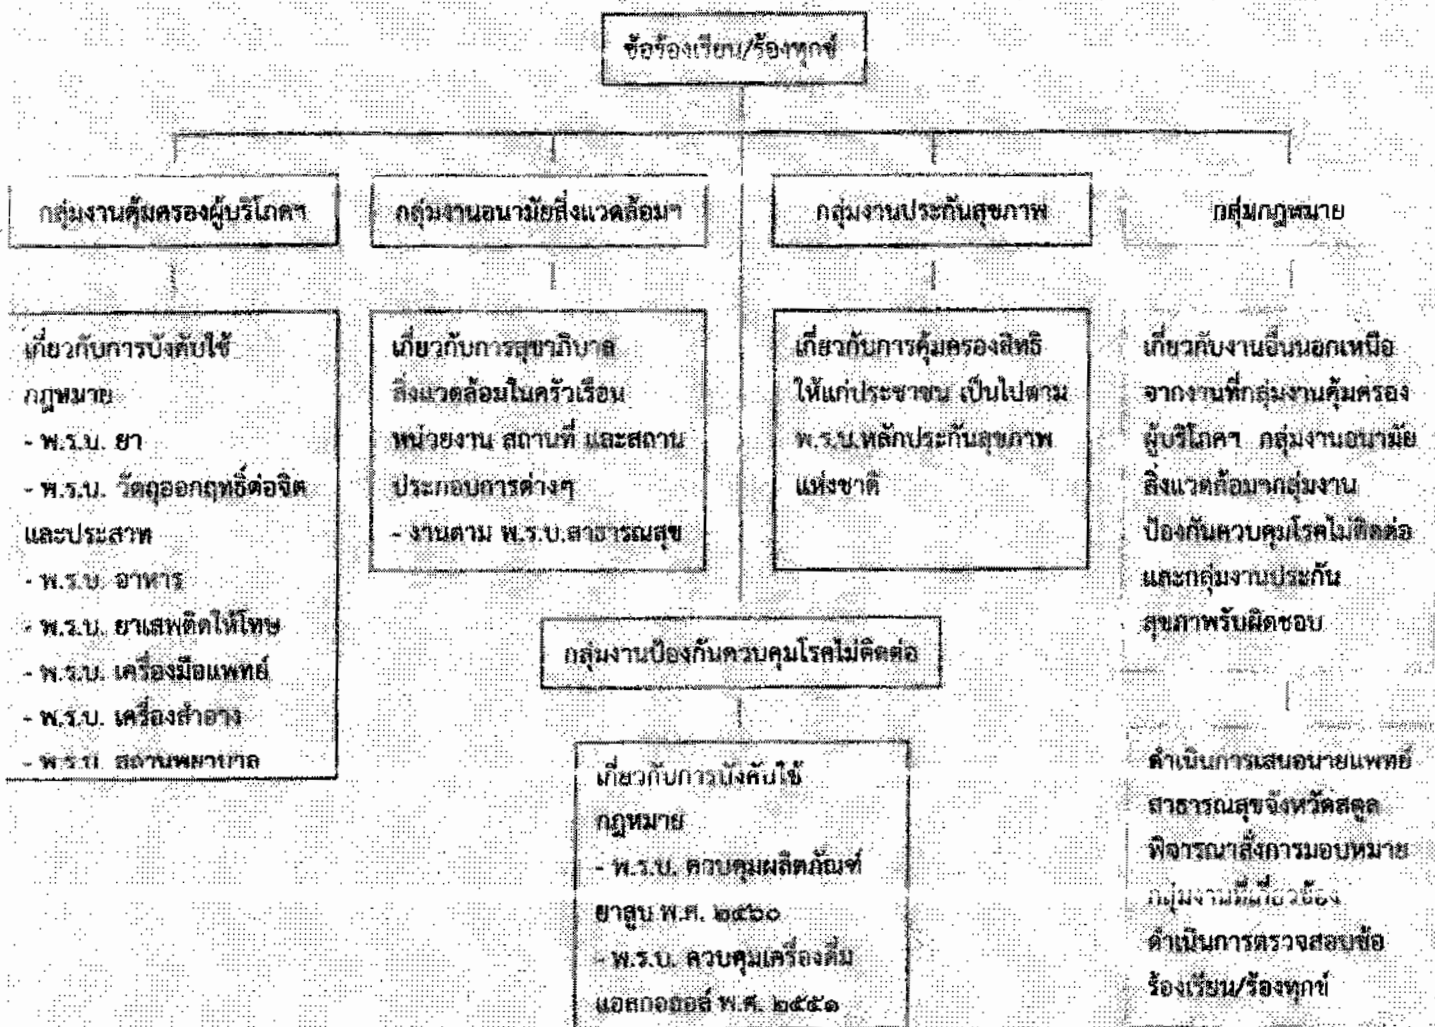 ข้อร้องเรียน/ร้องทุกข์
กลุ่มงานคุ้มครองผู้บริโภคฯ
เกี่ยวกับการบังคับใช้
กฎหมาย
- พ.ร.บ. ยา
- พ.ร.บ. วัตถุออกฤทธิ์ต่อจิต
และประสาท
- พ.ร.บ. อาหาร
- พ.ร.บ. ยาเสพติดให้โทษ
- พ.ร.บ. เครื่องมือแพทย์
- พ.ร.บ. เครื่องสำอาง
- พ.ร.บ. สถานพยาบาล
กลุ่มงานอนามัยสิ่งแวดล้อมฯ
เกี่ยวกับการสุขาภิบาล
สิ่งแวดล้อมในครัวเรือน
หน่วยงาน สถานที่ และสถาน
ประกอบการต่างๆ
- งานตาม พ.ร.บ.สาธารณสุข
กลุ่มงานประกันสุขภาพ
เกี่ยวกับการคุ้มครองสิทธิ
ให้แก่ประชาชน เป็นไปตาม
พ.ร.บ.หลักประกันสุขภาพ
แห่งชาติ
กลุ่มกฎหมาย
เกี่ยวกับงานอื่นนอกเหนือ
จากงานที่กลุ่มงานคุ้มครอง
ผู้บริโภคฯ กลุ่มงานอนามัย
สิ่งแวดล้อมฯกลุ่มงาน
ป้องกันควบคุมโรคไม่ติดต่อ
และกลุ่มงานประกัน
สุขภาพรับผิดชอบ
ดำเนินการเสนอนายแพทย์
สาธารณสุขจังหวัดสตูล
พิจารณาสั่งการมอบหมาย
กลุ่มงานที่เกี่ยวข้อง
ดำเนินการตรวจสอบข้อ
ร้องเรียน/ร้องทุกข์
กลุ่มงานป้องกันควบคุมโรคไม่ติดต่อ
เกี่ยวกับการบังคับใช้
กฎหมาย
- พ.ร.บ. ควบคุมผลิตภัณฑ์
ยาสูบ พ.ศ. ๒๕๖๐
- พ.ร.บ. ควบคุมเครื่องดื่ม
แอลกอฮอล์ พ.ศ. ๒๕๕๑